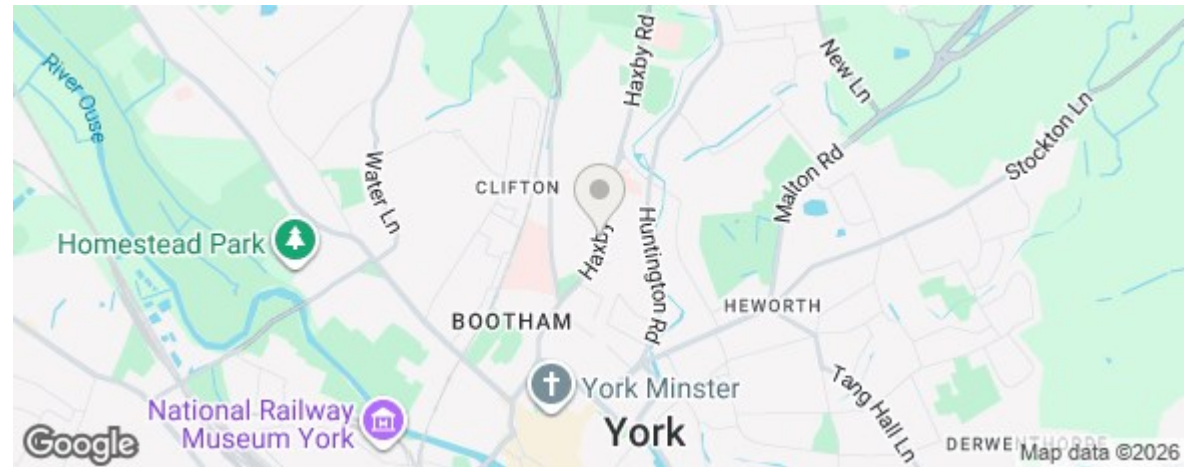 Haxby Rd
New Ln
River Ouse
Stockton Ln
Malton Rd
Water Ln
CLIFTON
Homestead Park
Haxby
Huntington Rd
HEWORTH
BOOTHAM
York Minster
National Railway
Museum York
York
Tang Hall Ln
Google
Map data ©2026